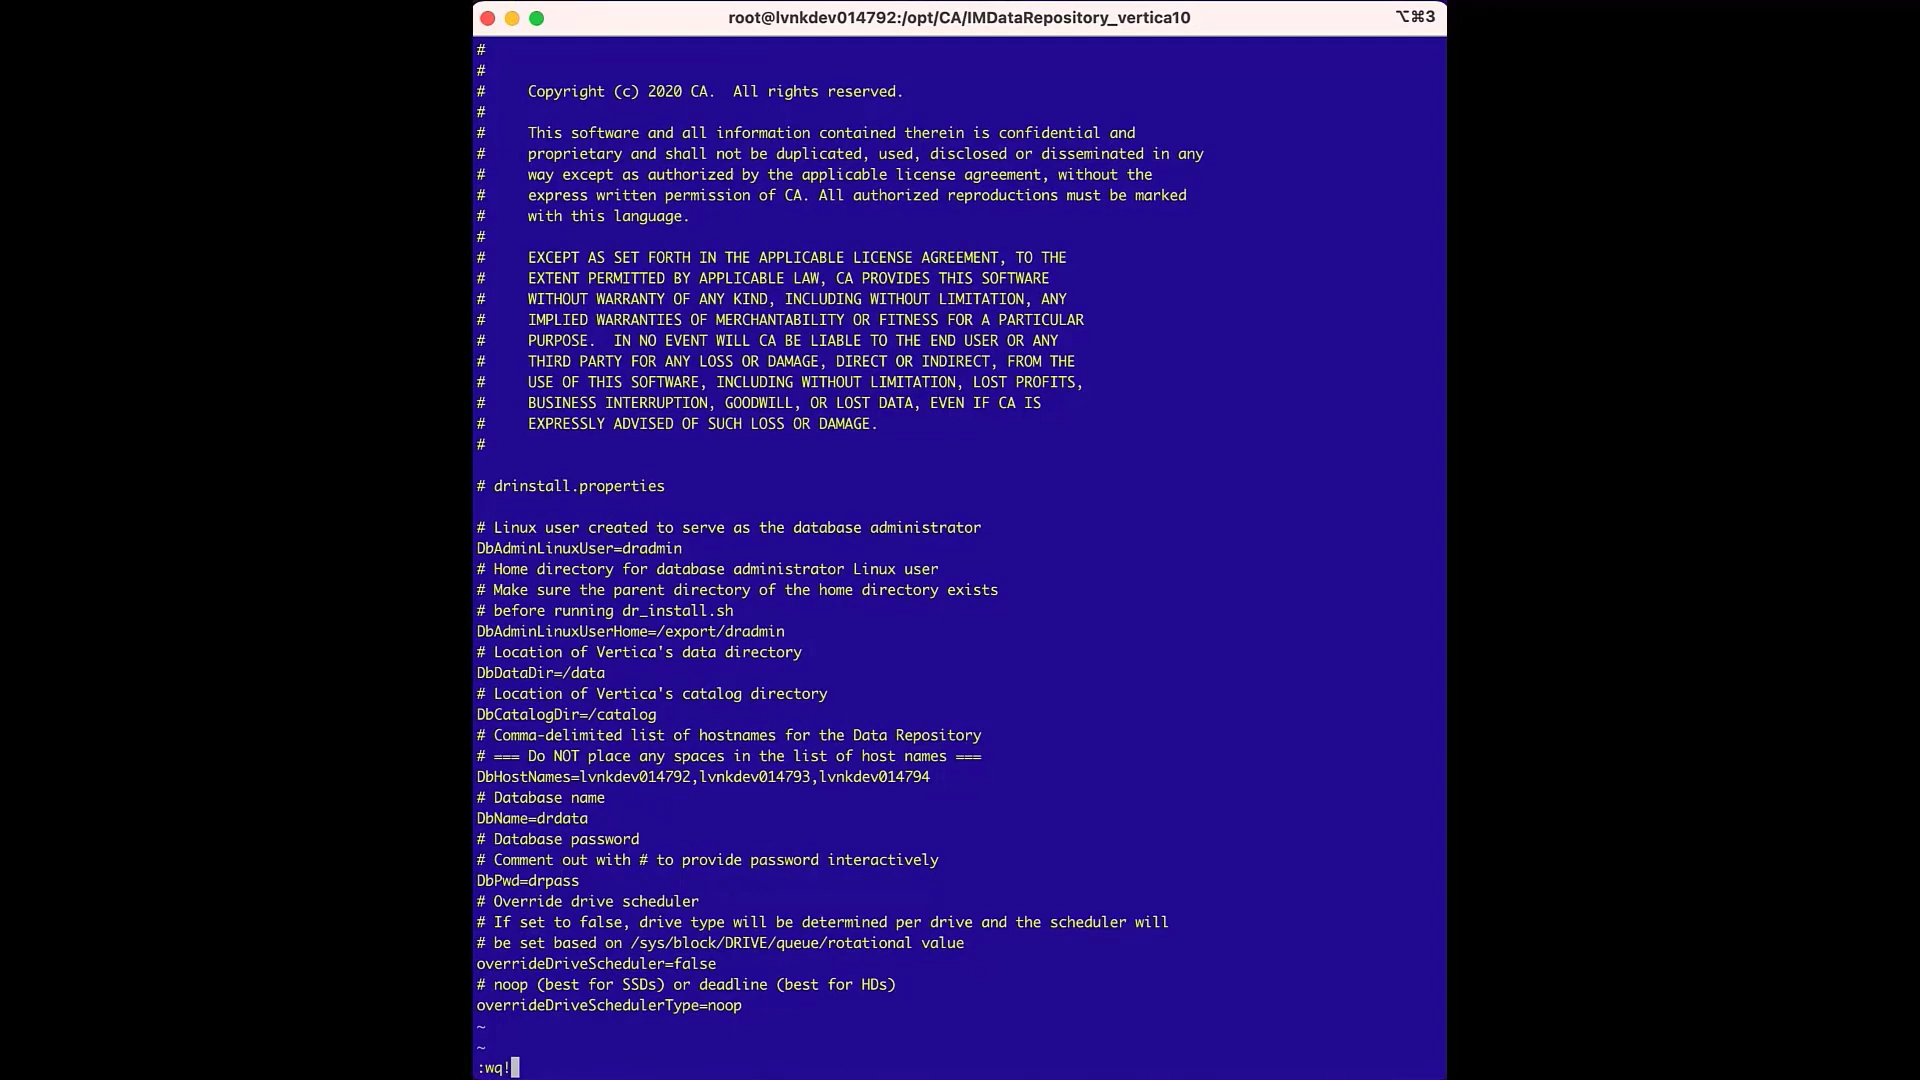 root@lvnkdev014792:/opt/CA/IMDataRepository_vertica10
⌥⌘3
#
#
# Copyright (c) 2020 CA. All rights reserved.
#
# This software and all information contained therein is confidential and
# proprietary and shall not be duplicated, used, disclosed or disseminated in any
# way except as authorized by the applicable license agreement, without the
# express written permission of CA. All authorized reproductions must be marked
# with this language.
#
# EXCEPT AS SET FORTH IN THE APPLICABLE LICENSE AGREEMENT, TO THE
# EXTENT PERMITTED BY APPLICABLE LAW, CA PROVIDES THIS SOFTWARE
# WITHOUT WARRANTY OF ANY KIND, INCLUDING WITHOUT LIMITATION, ANY
# IMPLIED WARRANTIES OF MERCHANTABILITY OR FITNESS FOR A PARTICULAR
# PURPOSE. IN NO EVENT WILL CA BE LIABLE TO THE END USER OR ANY
# THIRD PARTY FOR ANY LOSS OR DAMAGE, DIRECT OR INDIRECT, FROM THE
# USE OF THIS SOFTWARE, INCLUDING WITHOUT LIMITATION, LOST PROFITS,
# BUSINESS INTERRUPTION, GOODWILL, OR LOST DATA, EVEN IF CA IS
# EXPRESSLY ADVISED OF SUCH LOSS OR DAMAGE.
#
# drinstall.properties
# Linux user created to serve as the database administrator
DbAdminLinuxUser=dradmin
# Home directory for database administrator Linux user
# Make sure the parent directory of the home directory exists
# before running dr_install.sh
DbAdminLinuxUserHome=/export/dradmin
# Location of Vertica's data directory
DbDataDir=/data
# Location of Vertica's catalog directory
DbCatalogDir=/catalog
# Comma-delimited list of hostnames for the Data Repository
# === Do NOT place any spaces in the list of host names ===
DbHostNames=lvnkdev014792,lvnkdev014793,lvnkdev014794
# Database name
DbName=drdata
# Database password
# Comment out with # to provide password interactively
DbPwd=drpass
# Override drive scheduler
# If set to false, drive type will be determined per drive and the scheduler will
# be set based on /sys/block/DRIVE/queue/rotational value
overrideDriveScheduler=false
# noop (best for SSDs) or deadline (best for HDs)
overrideDriveSchedulerType=noop
~
~
:wq!